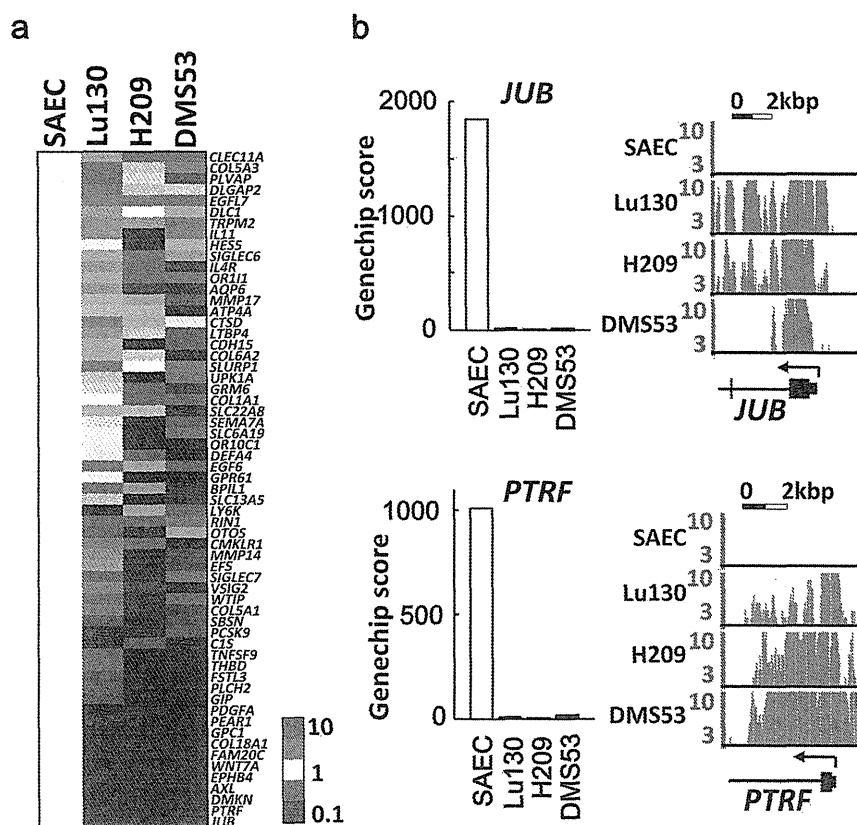 a
SAEC
Lu130
H209
DMS53
CLEC11A
COL5A3
PLVAP
DLGAP2
EGFL7
DLC1
TRPM2
IL11
HES5
SIGLEC6
IL4R
OR1I1
AQP6
MMP17
ATP4A
CTSD
LTBP4
CDH15
COL6A2
SLURP1
UPK1A
GRM6
COL1A1
SLC22A8
SEMA7A
SLC6A19
OR10C1
DEFA4
EGF6
GPR61
BPIL1
SLC13A5
LY6K
RIN1
OTOS
CMKLR1
MMP14
EFS
SIGLEC7
VSIG2
WTIP
COL5A1
SBSN
PCSK9
C1S
TNFSF9
THBD
FSTL3
PLCH2
GIP
PDGFA
PEAR1
GPC1
COL18A1
FAM20C
WNT7A
EPHB4
AXL
DMKN
PTRF
JUB
10
1
0.1
b
JUB
Genechip score
2000
1000
0
SAEC
Lu130
H209
DMS53
0 2kbp
SAEC 10 3
Lu130 10 3
H209 10 3
DMS53 10 3
JUB
PTRF
Genechip score
1000
500
0
SAEC
Lu130
H209
DMS53
0 2kbp
SAEC 10 3
Lu130 10 3
H209 10 3
DMS53 10 3
PTRF